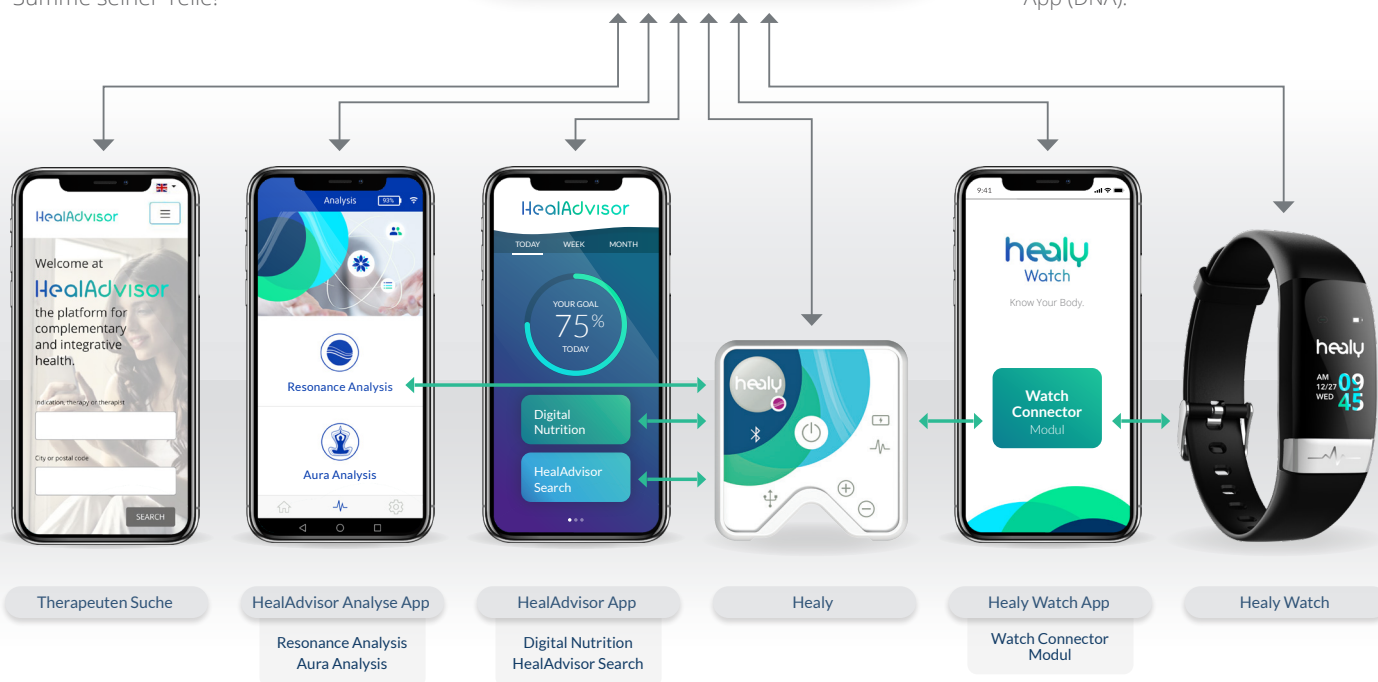 Summe seiner Teile!
App (DNA).
HealAdvisor
Welcome at
HealAdvisor
the platform for
complementary
and integrative
health.
Indication, therapy or therapist
City or postal code
SEARCH
Analysis
93%
Resonance Analysis
Aura Analysis
HealAdvisor
TODAY WEEK MONTH
YOUR GOAL
75%
TODAY
Digital
Nutrition
HealAdvisor
Search
healy
9:41
healy
Watch
Know Your Body.
Watch
Connector
Modul
healy
AM
12/27
WED
09
45
Therapeuten Suche
HealAdvisor Analyse App
Resonance Analysis
Aura Analysis
HealAdvisor App
Digital Nutrition
HealAdvisor Search
Healy
Healy Watch App
Watch Connector
Modul
Healy Watch